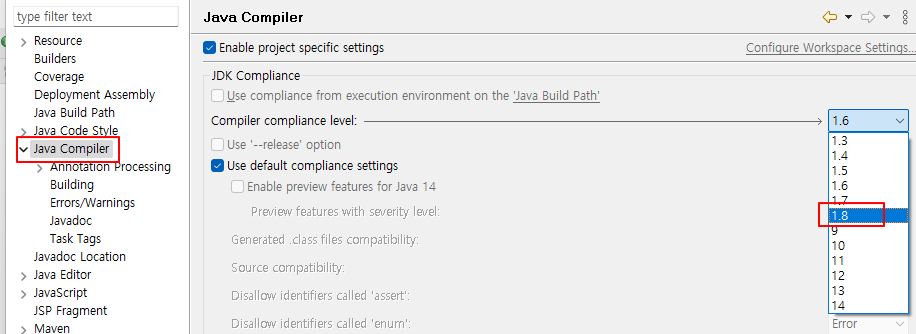 type filter text
Resource
Builders
Coverage
Deployment Assembly
Java Build Path
Java Code Style
Java Compiler
Annotation Processing
Building
Errors/Warnings
Javadoc
Task Tags
Javadoc Location
Java Editor
JavaScript
JSP Fragment
Maven
Java Compiler
Enable project specific settings
Configure Workspace Settings...
JDK Compliance
Use compliance from execution environment on the 'Java Build Path'
Compiler compliance level:
1.6
Use '--release' option
Use default compliance settings
Enable preview features for Java 14
Preview features with severity level:
Generated .class files compatibility:
Source compatibility:
Disallow identifiers called 'assert':
Disallow identifiers called 'enum':
1.3
1.4
1.5
1.6
1.7
1.8
9
10
11
12
13
14
Error